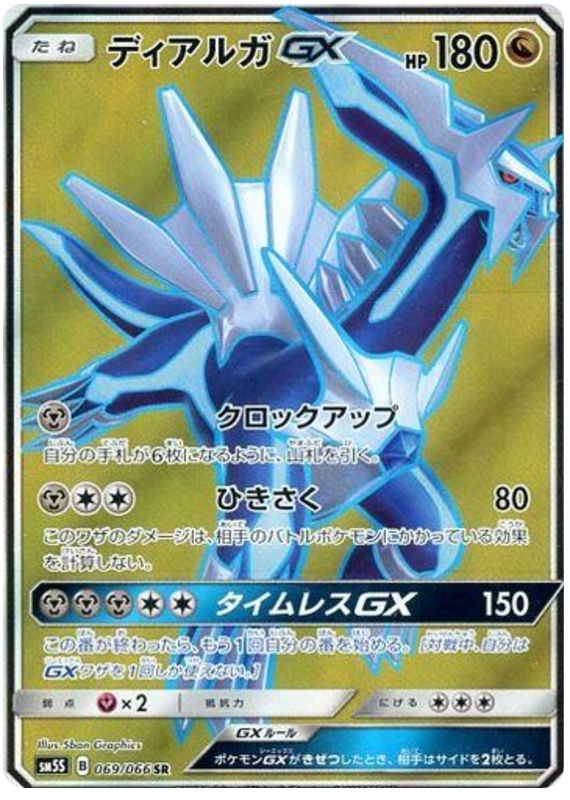 たね ディアルガGX HP 180
クロックアップ
自分の手札が6枚になるように、山札を引く。
ひきさく 80
このワザのダメージは、相手のバトルポケモンにかかっている効果
を計算しない。
タイムレスGX 150
この番が終わったら、もう1回自分の番を始める。[対戦中、自分は
GXワザを1回しか使えない。]
弱点 ×2 抵抗力 にげる
Illus. 5ban Graphics
GXルール
ポケモンGXがきぜつしたとき、相手はサイドを2枚とる。
SM5S B 069/066 SR